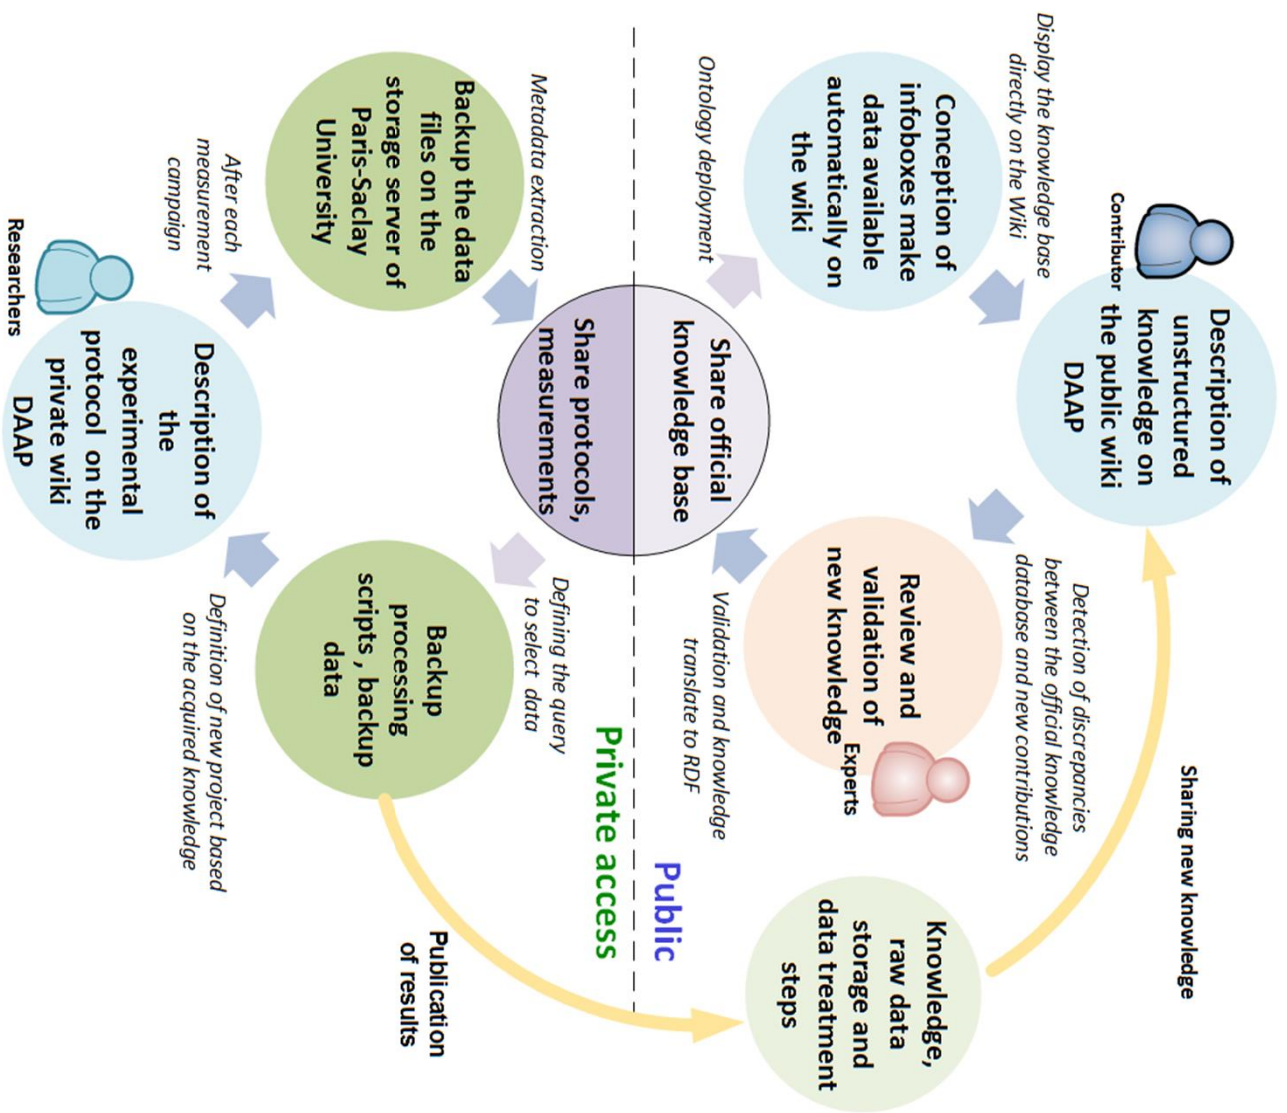 Contributor
Description of
unstructured
knowledge on
the public wiki
DAAP
Display the knowledge base
directly on the Wiki
Detection of discrepancies
between the official knowledge
database and new contributions
Sharing new knowledge
Conception of
infoboxes make
data available
automatically on
the wiki
Review and
validation of
new knowledge
Experts
Knowledge,
raw data
storage and
data treatment
steps
Ontology deployment
Validation and knowledge
translate to RDF
Share official
knowledge base
Public
Private access
Share protocols,
measurements
Metadata extraction
Defining the query
to select data
Backup the data
files on the
storage server of
Paris-Saclay
University
Backup
processing
scripts , backup
data
Publication
of results
After each
measurement
campaign
Definition of new project based
on the acquired knowledge
Description of
the
experimental
protocol on the
private wiki
DAAP
Researchers